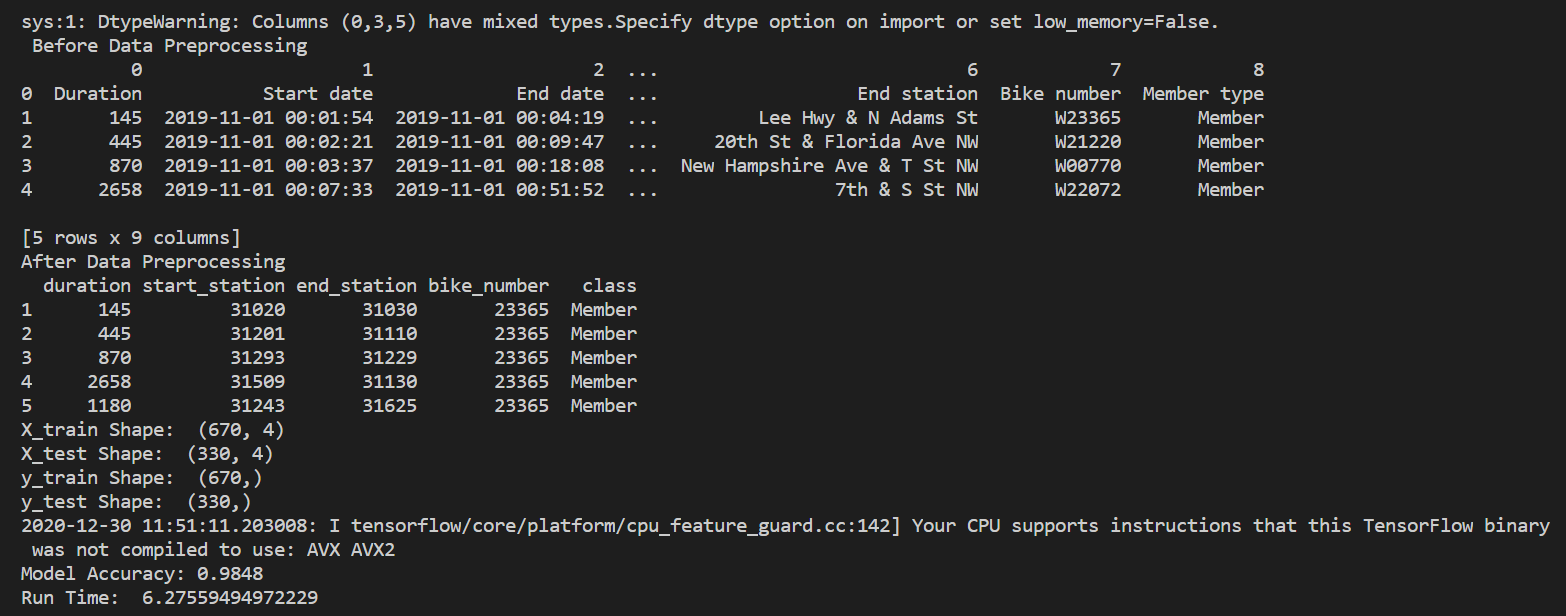 sys:1: DtypeWarning: Columns (0,3,5) have mixed types.Specify dtype option on import or set low_memory=False.
 Before Data Preprocessing
          0                    1                    2  ...                            6            7            8
0  Duration           Start date             End date  ...                  End station  Bike number  Member type
1       145  2019-11-01 00:01:54  2019-11-01 00:04:19  ...         Lee Hwy & N Adams St       W23365       Member
2       445  2019-11-01 00:02:21  2019-11-01 00:09:47  ...     20th St & Florida Ave NW       W21220       Member
3       870  2019-11-01 00:03:37  2019-11-01 00:18:08  ...  New Hampshire Ave & T St NW       W00770       Member
4      2658  2019-11-01 00:07:33  2019-11-01 00:51:52  ...                7th & S St NW       W22072       Member

[5 rows x 9 columns]
After Data Preprocessing
  duration start_station end_station bike_number   class
1      145         31020       31030       23365  Member
2      445         31201       31110       23365  Member
3      870         31293       31229       23365  Member
4     2658         31509       31130       23365  Member
5     1180         31243       31625       23365  Member
X_train Shape:  (670, 4)
X_test Shape:  (330, 4)
y_train Shape:  (670,)
y_test Shape:  (330,)
2020-12-30 11:51:11.203008: I tensorflow/core/platform/cpu_feature_guard.cc:142] Your CPU supports instructions that this TensorFlow binary
 was not compiled to use: AVX AVX2
Model Accuracy: 0.9848
Run Time:  6.27559494972229